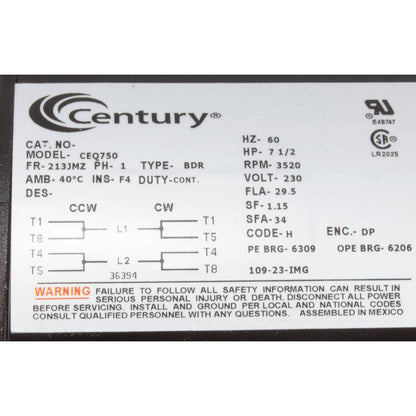 Century®
CAT. NO-
MODEL- CEQ750
FR- 213JMZ PH- 1 TYPE- BDR
AMB- 40°C INS- F4 DUTY-CONT.
DES-
HZ- 60
HP- 7 1/2
RPM- 3520
VOLT- 230
FLA- 29.5
SF- 1.15
SFA-34
CODE- H ENC.- DP
PE BRG- 6309 OPE BRG- 6206
109-23-IMG
E48747
SA
LR2025
CCW CW
T1 L1 T1
T8 T5
T4 L2 T4
T5 T8
36394
WARNING FAILURE TO FOLLOW ALL SAFETY INFORMATION CAN RESULT IN
SERIOUS PERSONAL INJURY OR DEATH. DISCONNECT ALL POWER
BEFORE SERVICING. INSTALL AND GROUND PER LOCAL AND NATIONAL CODES
CONSULT QUALIFIED PERSONNEL WITH QUESTIONS. ASSEMBLED IN MEXICO